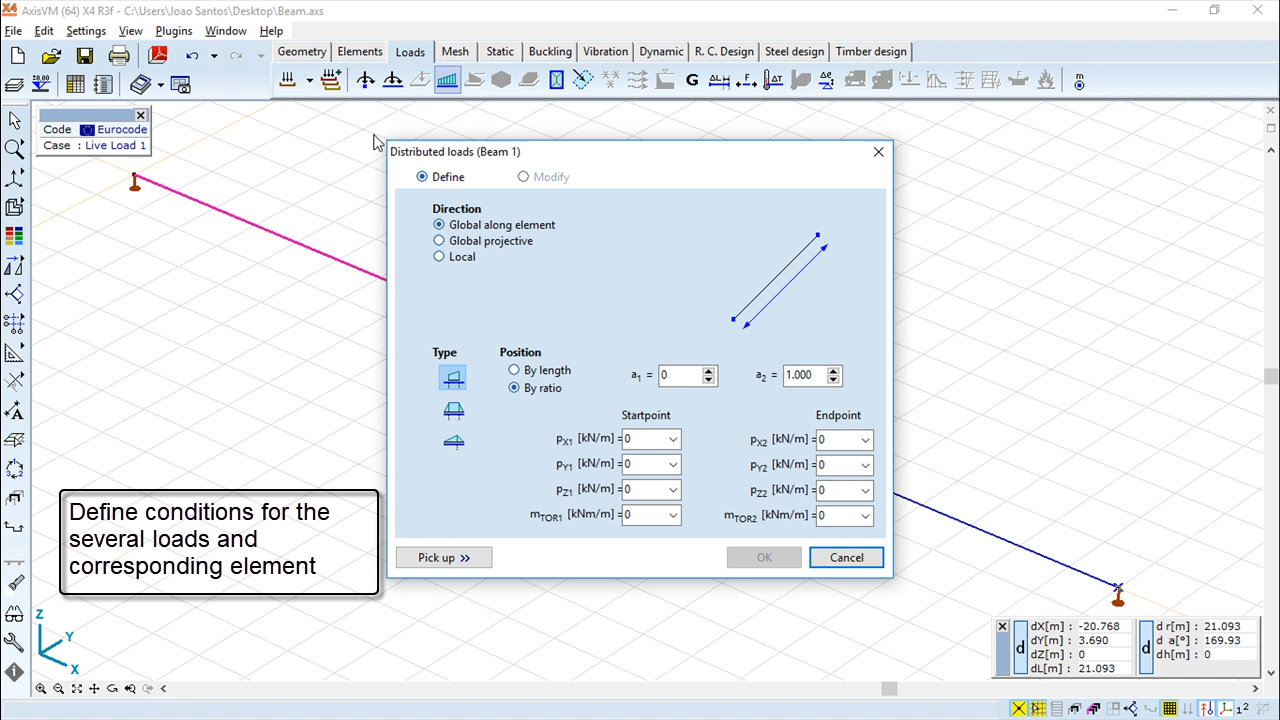 AxisVM (64) X4 R3f - C:\Users\Joao Santos\Desktop\Beam.axs
File Edit Settings View Plugins Window Help
Geometry Elements Loads Mesh Static Buckling Vibration Dynamic R. C. Design Steel design Timber design
Code Eurocode
Case : Live Load 1
Distributed loads (Beam 1)
Define Modify
Direction
Global along element
Global projective
Local
Type Position
By length
By ratio
a1 = 0 a2 = 1.000
Startpoint Endpoint
pX1 [kN/m] = 0 pX2 [kN/m] = 0
pY1 [kN/m] = 0 pY2 [kN/m] = 0
pZ1 [kN/m] = 0 pZ2 [kN/m] = 0
mTOR1 [kNm/m] = 0 mTOR2 [kNm/m] = 0
Pick up >> OK Cancel
Define conditions for the
several loads and
corresponding element
Z
Y
X
d
dX[m] : -20.768
dY[m] : 3.690
dZ[m] : 0
dL[m] : 21.093
d
d r[m] : 21.093
d a[°] : 169.93
dh[m] : 0